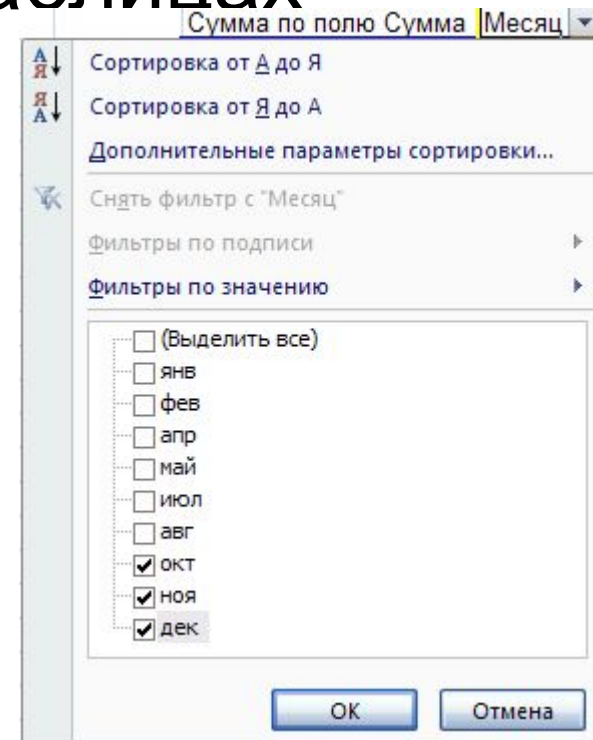 Сумма по полю Сумма Месяц
Сортировка от А до Я
Сортировка от Я до А
Дополнительные параметры сортировки...
Снять фильтр с "Месяц"
Фильтры по подписи
Фильтры по значению
(Выделить все)
янв
фев
апр
май
июл
авг
окт
ноя
дек
ОК
Отмена